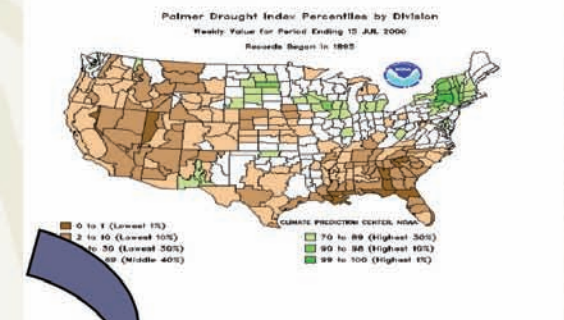 Palmer Drought Index Percentiles by Division
Weekly Value for Period Ending 15 JUL 2000
Records Began in 1895
NOAA
CLIMATE PREDICTION CENTER, NOAA
0 to 1 (Lowest 1%)
2 to 10 (Lowest 10%)
to 30 (Lowest 30%)
69 (Middle 40%)
70 to 89 (Highest 30%)
90 to 98 (Highest 10%)
99 to 100 (Highest 1%)